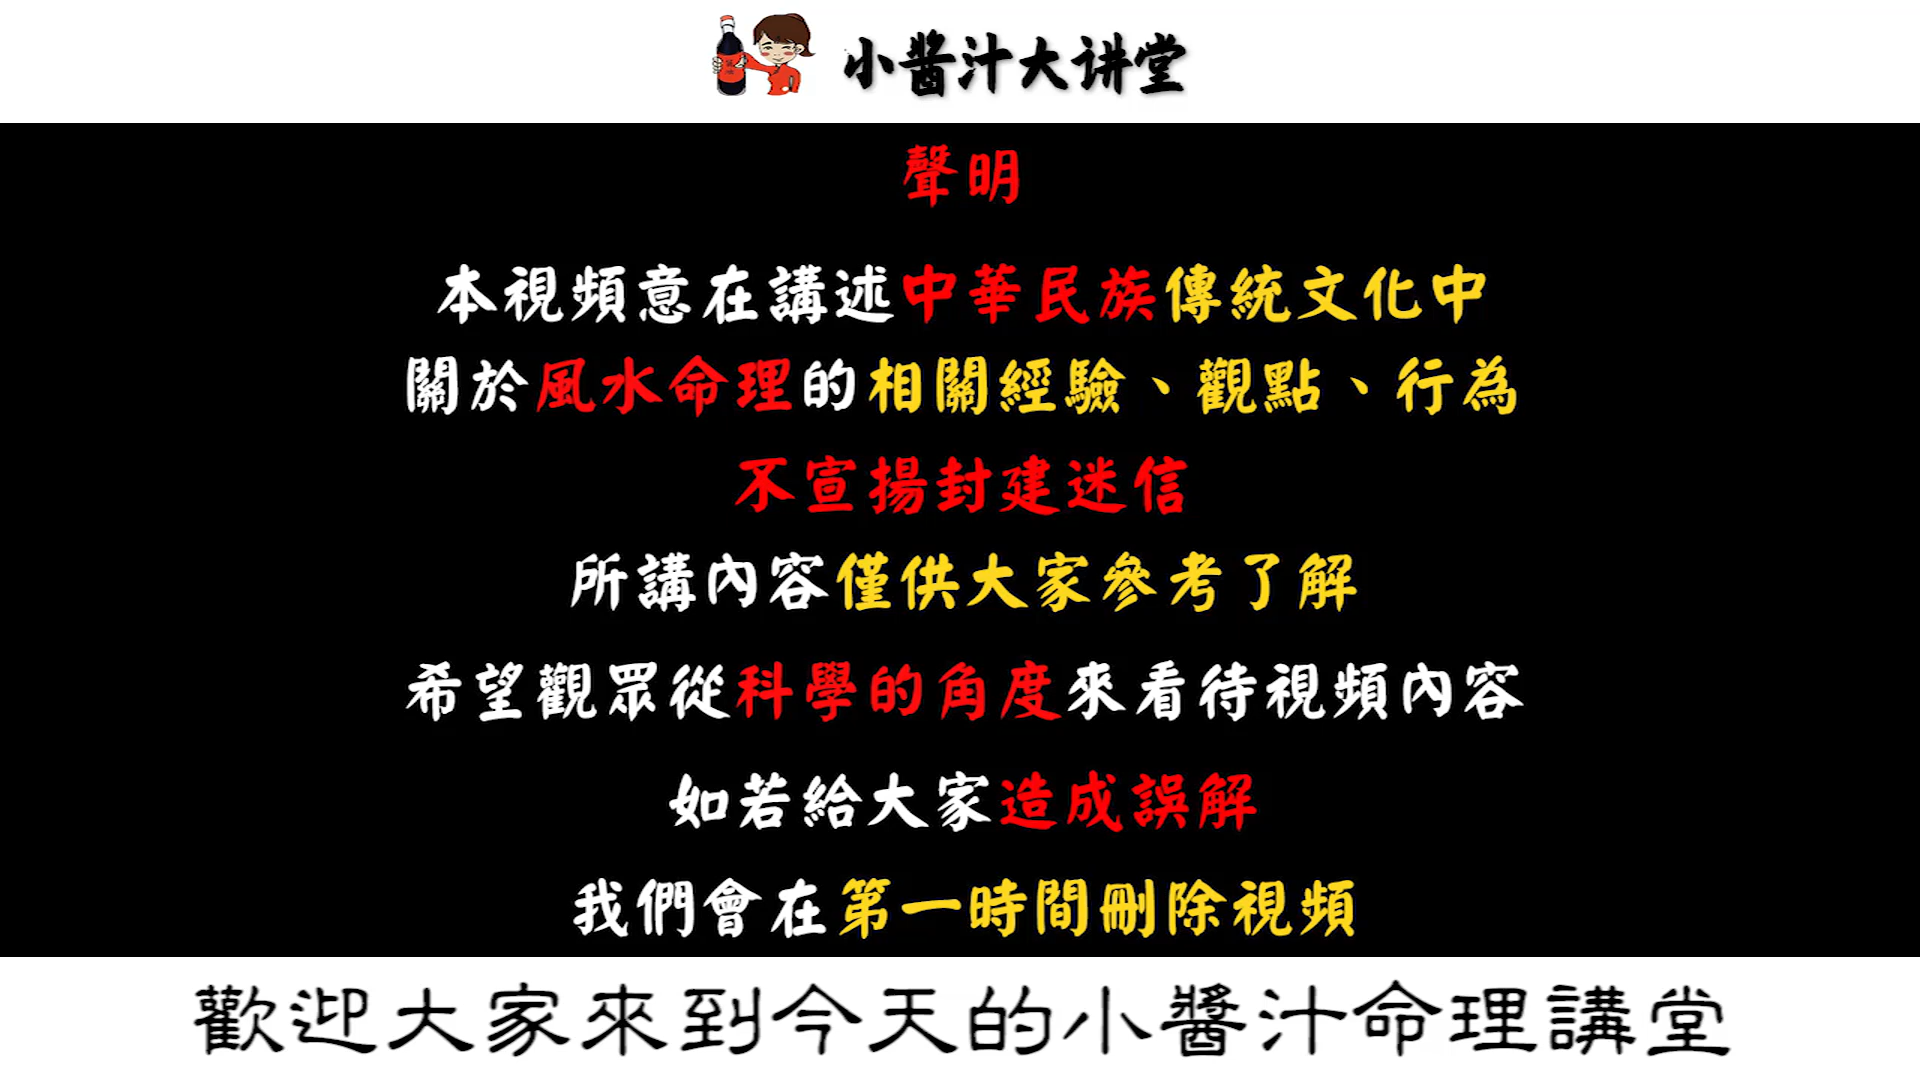 小酱汁大讲堂
聲明
本視頻意在講述中華民族傳統文化中
關於風水命理的相關經驗、觀點、行為
不宣揚封建迷信
所講內容僅供大家參考了解
希望觀眾從科學的角度來看待視頻內容
如若給大家造成誤解
我們會在第一時間刪除視頻
歡迎大家來到今天的小醬汁命理講堂